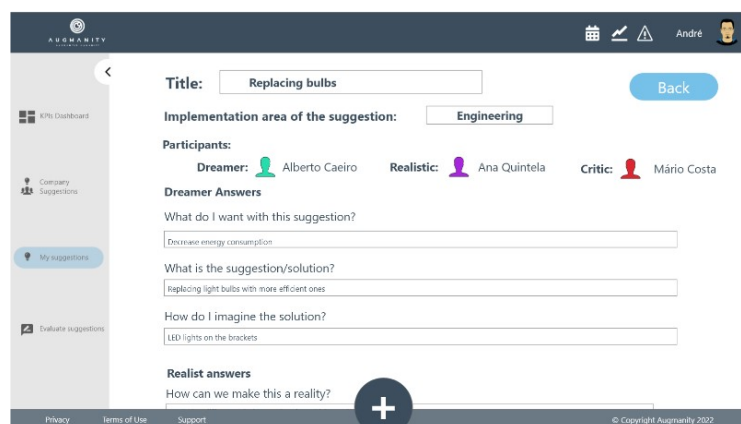 AUGMANITY
André
Title: Replacing bulbs
Back
Implementation area of the suggestion: Engineering
KPIs Dashboard
Participants:
Dreamer: Alberto Caeiro Realistic: Ana Quintela Critic: Mário Costa
Company
Suggestions
Dreamer Answers
What do I want with this suggestion?
Decrease energy consumption
My suggestions
What is the suggestion/solution?
Replacing light bulbs with more efficient ones
How do I imagine the solution?
LED lights on the brackets
Evaluate suggestions
Realist answers
How can we make this a reality?
+
Privacy Terms of Use Support © Copyright Augmanity 2022